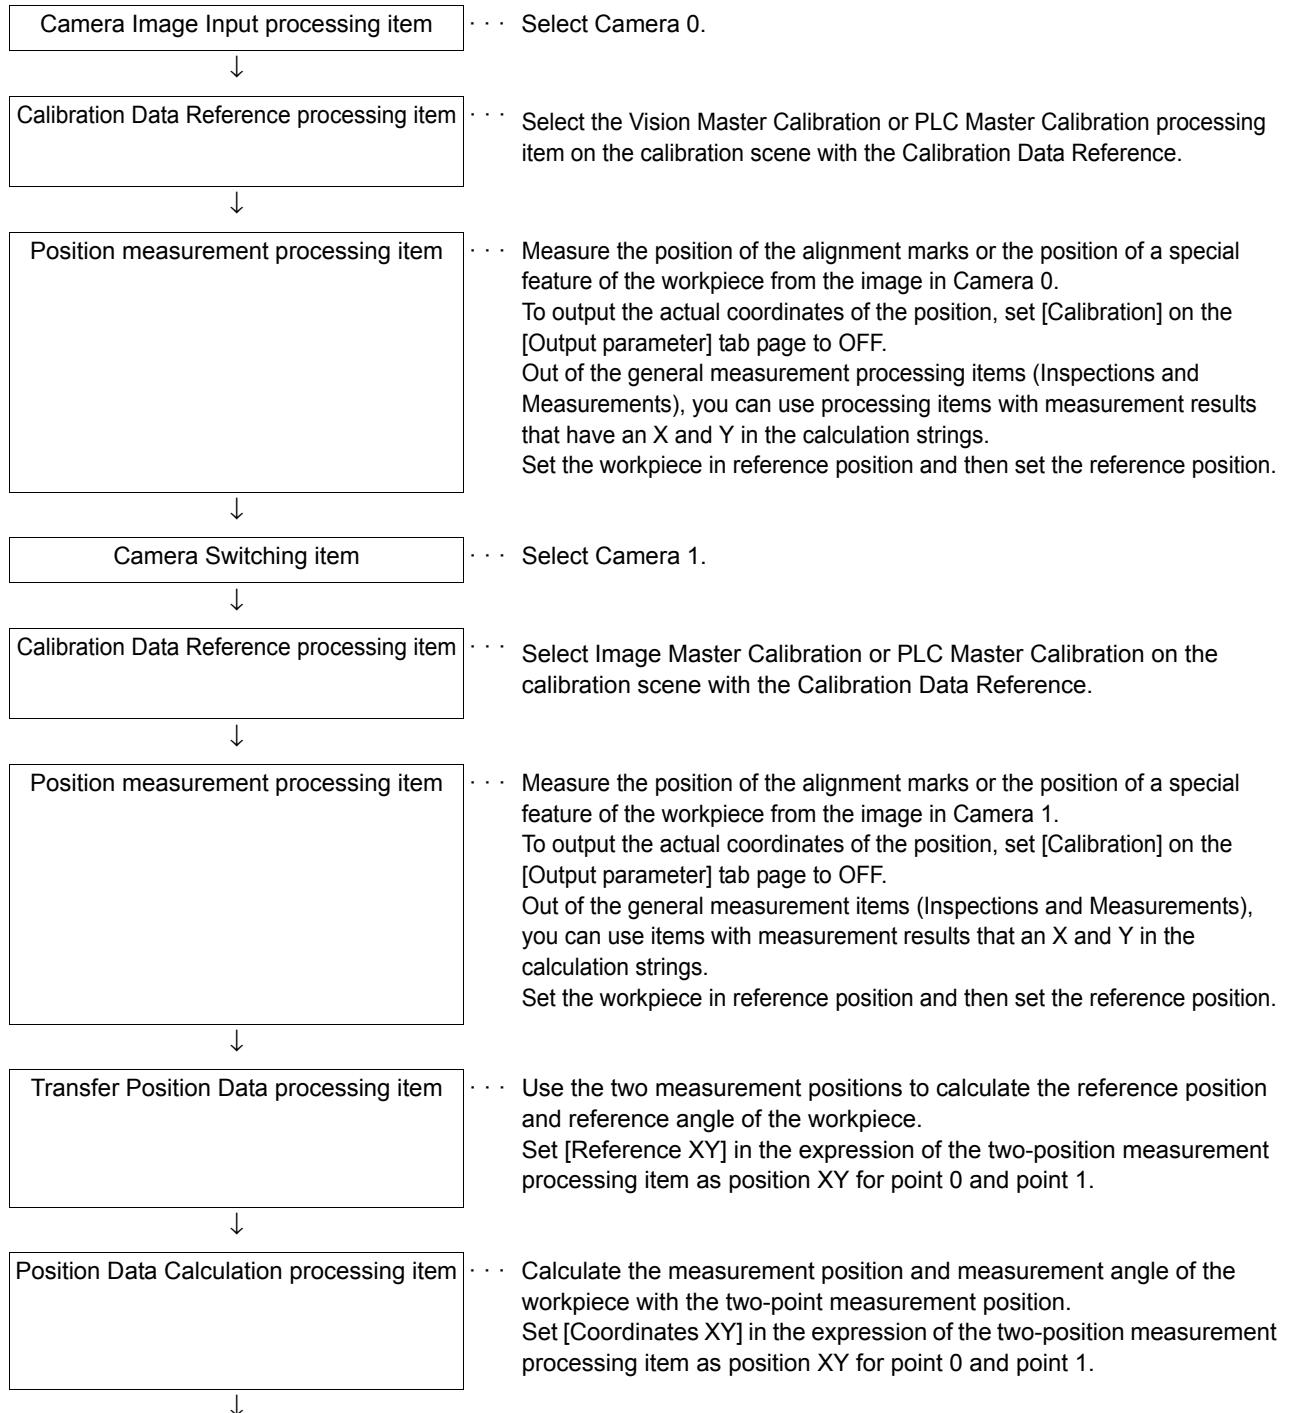 Camera Image Input processing item · · · Select Camera 0.
↓
Calibration Data Reference processing item · · · Select the Vision Master Calibration or PLC Master Calibration processing
item on the calibration scene with the Calibration Data Reference.
↓
Position measurement processing item · · · Measure the position of the alignment marks or the position of a special
feature of the workpiece from the image in Camera 0.
To output the actual coordinates of the position, set [Calibration] on the
[Output parameter] tab page to OFF.
Out of the general measurement processing items (Inspections and
Measurements), you can use processing items with measurement results
that have an X and Y in the calculation strings.
Set the workpiece in reference position and then set the reference position.
↓
Camera Switching item · · · Select Camera 1.
↓
Calibration Data Reference processing item · · · Select Image Master Calibration or PLC Master Calibration on the
calibration scene with the Calibration Data Reference.
↓
Position measurement processing item · · · Measure the position of the alignment marks or the position of a special
feature of the workpiece from the image in Camera 1.
To output the actual coordinates of the position, set [Calibration] on the
[Output parameter] tab page to OFF.
Out of the general measurement items (Inspections and Measurements),
you can use items with measurement results that an X and Y in the
calculation strings.
Set the workpiece in reference position and then set the reference position.
↓
Transfer Position Data processing item · · · Use the two measurement positions to calculate the reference position
and reference angle of the workpiece.
Set [Reference XY] in the expression of the two-position measurement
processing item as position XY for point 0 and point 1.
↓
Position Data Calculation processing item · · · Calculate the measurement position and measurement angle of the
workpiece with the two-point measurement position.
Set [Coordinates XY] in the expression of the two-position measurement
processing item as position XY for point 0 and point 1.
↓